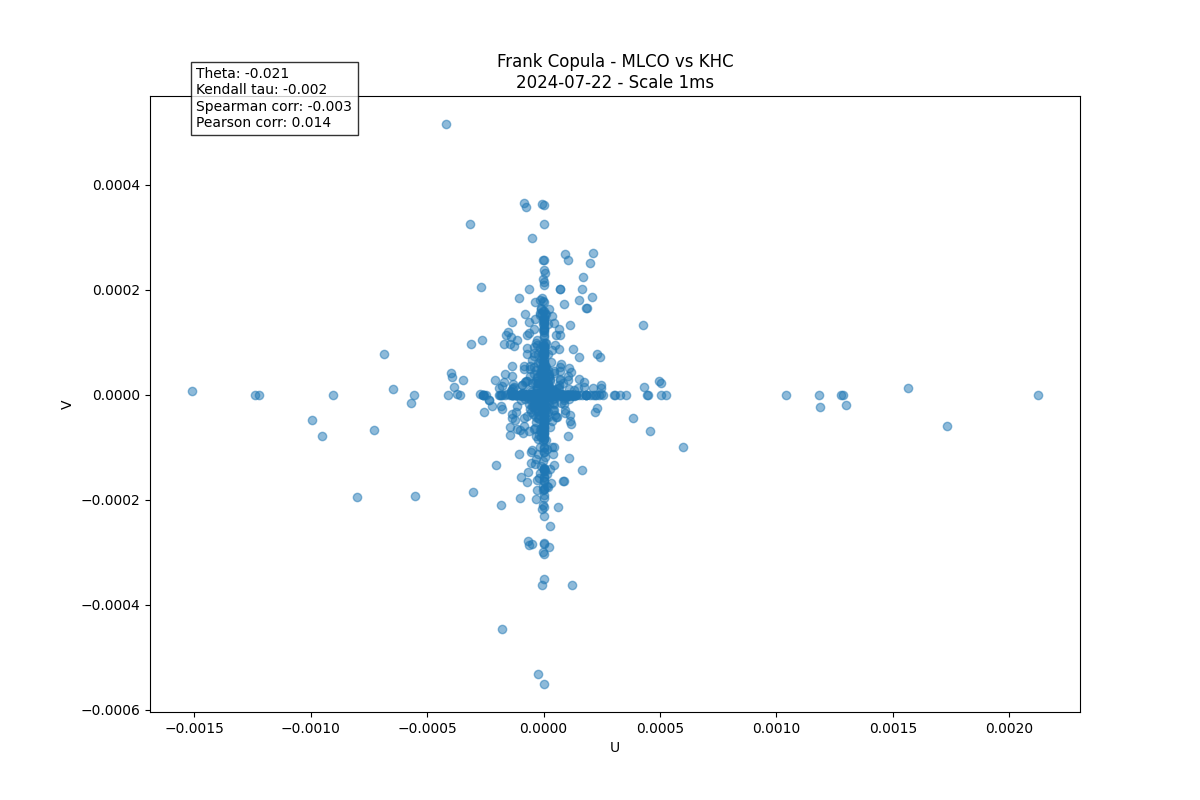 Frank Copula - MLCO vs KHC
2024-07-22 - Scale 1ms
Theta: -0.021
Kendall tau: -0.002
Spearman corr: -0.003
Pearson corr: 0.014
0.0004
0.0002
0.0000
−0.0002
−0.0004
−0.0006
V
−0.0015
−0.0010
−0.0005
0.0000
0.0005
0.0010
0.0015
0.0020
U